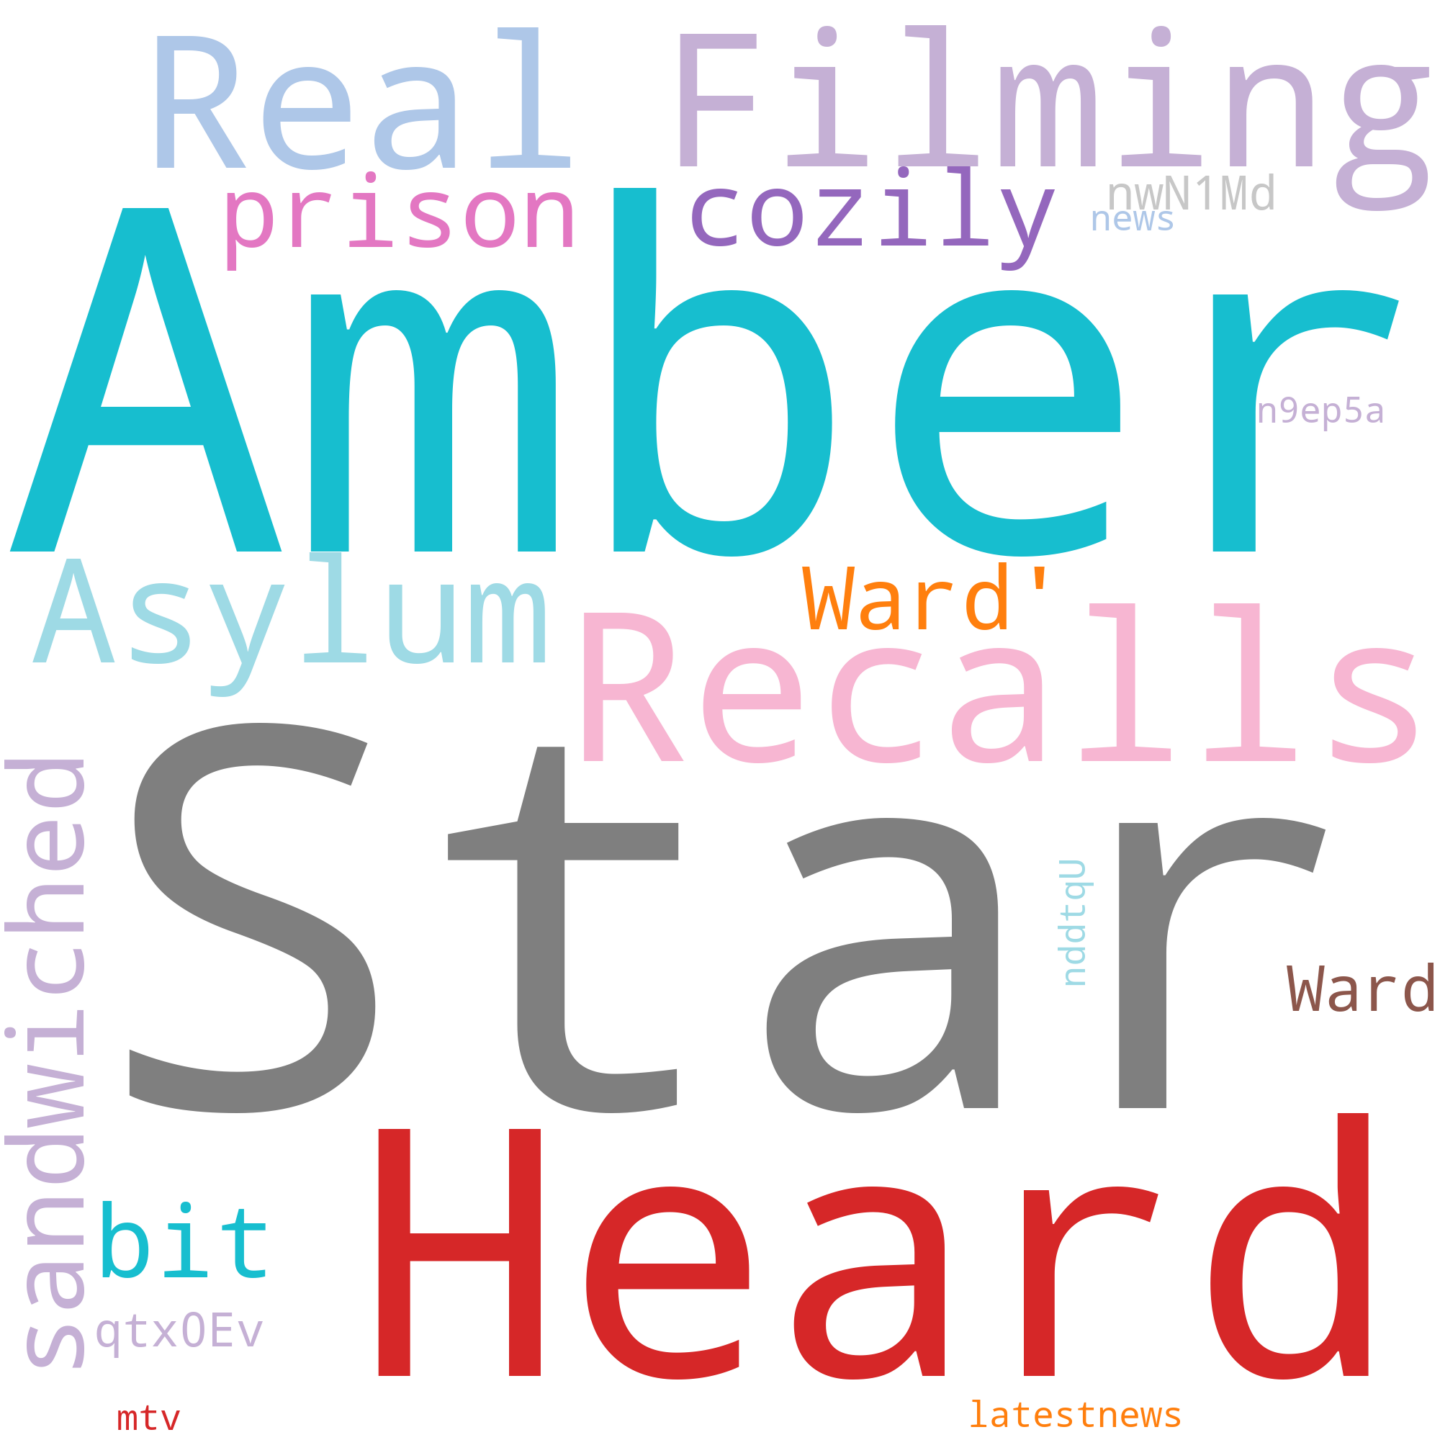 Real Filming
prison cozily nwN1Md
news
Amber
n9ep5a
Asylum Ward'
Recalls
sandwiched
Star
nddtqU
Ward
Heard
bit
qtx0Ev
mtv latestnews